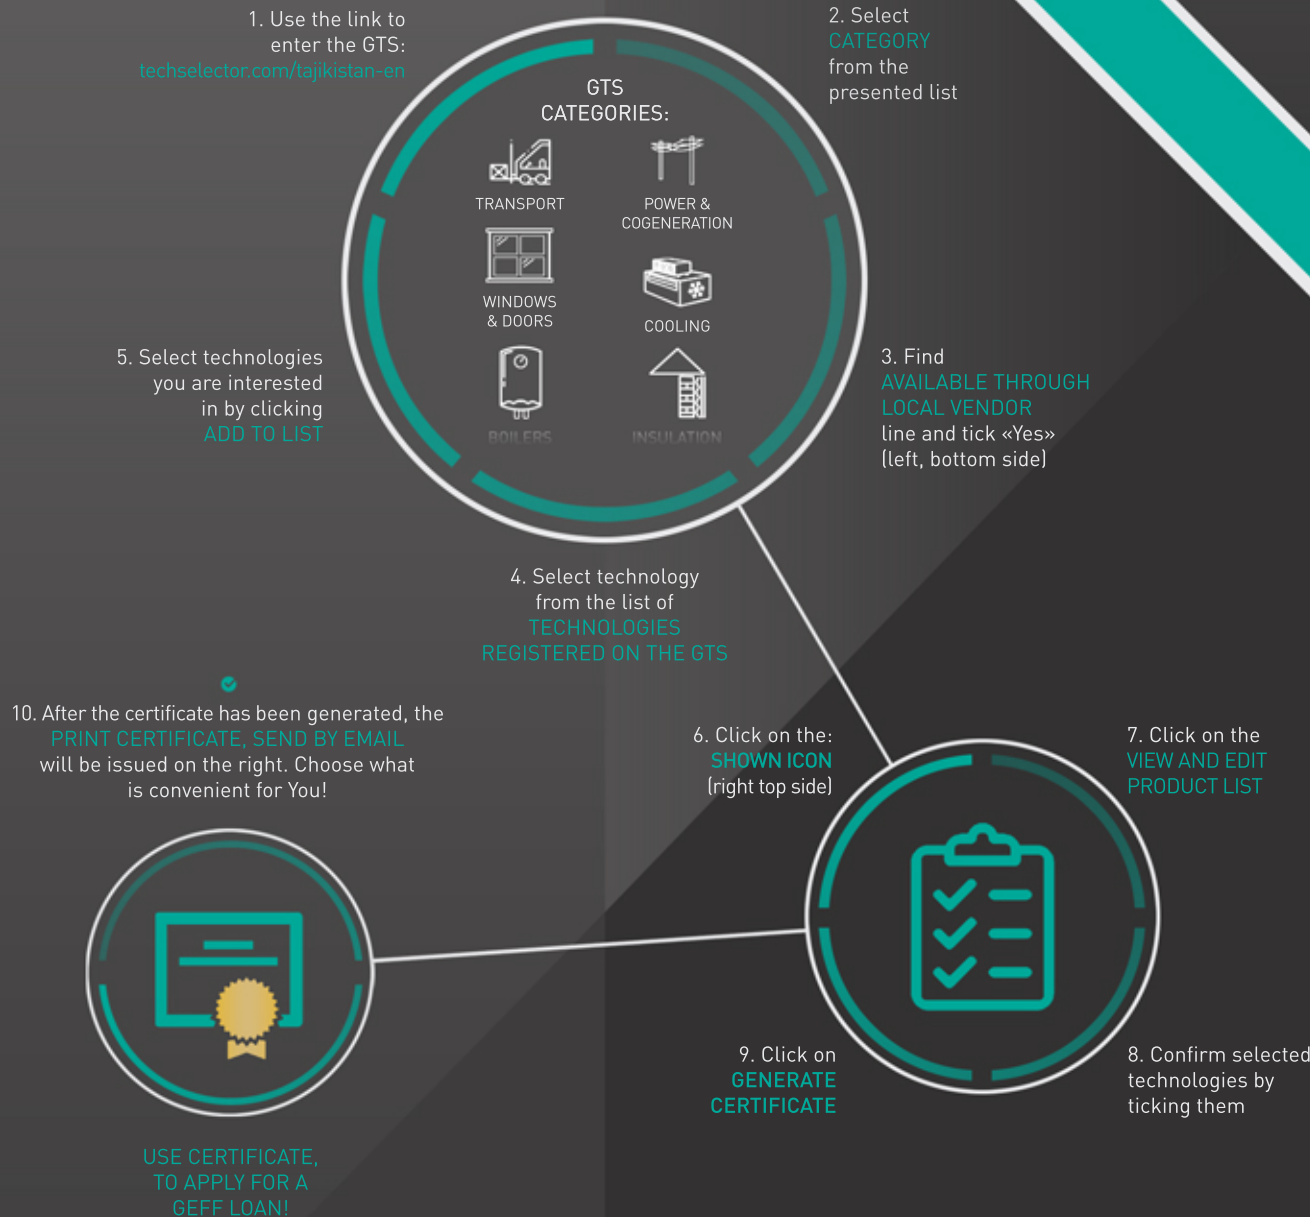 1. Use the link to
enter the GTS:
techselector.com/tajikistan-en
2. Select
CATEGORY
from the
presented list
GTS
CATEGORIES:
TRANSPORT
POWER &
COGENERATION
WINDOWS
& DOORS
COOLING
BOILERS
INSULATION
3. Find
AVAILABLE THROUGH
LOCAL VENDOR
line and tick «Yes»
(left, bottom side)
4. Select technology
from the list of
TECHNOLOGIES
REGISTERED ON THE GTS
5. Select technologies
you are interested
in by clicking
ADD TO LIST
6. Click on the:
SHOWN ICON
(right top side)
7. Click on the
VIEW AND EDIT
PRODUCT LIST
8. Confirm selected
technologies by
ticking them
9. Click on
GENERATE
CERTIFICATE
10. After the certificate has been generated, the
PRINT CERTIFICATE, SEND BY EMAIL
will be issued on the right. Choose what
is convenient for You!
USE CERTIFICATE,
TO APPLY FOR A
GEFF LOAN!